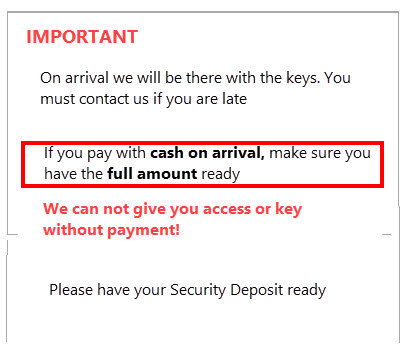 IMPORTANT
On arrival we will be there with the keys. You
must contact us if you are late
If you pay with cash on arrival, make sure you
have the full amount ready
We can not give you access or key
without payment!
Please have your Security Deposit ready